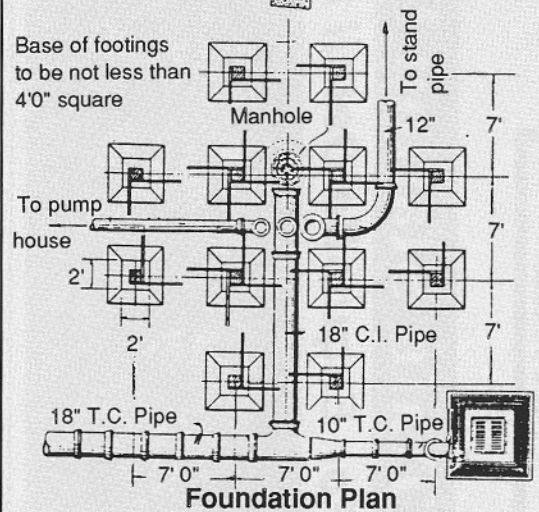 Base of footings
to be not less than
4'0" square
To stand
pipe
Manhole
12"
7'
To pump
house
7'
2'
2'
18" C.I. Pipe
7'
18" T.C. Pipe
10" T.C. Pipe
7' 0"
7' 0"
7' 0"
Foundation Plan